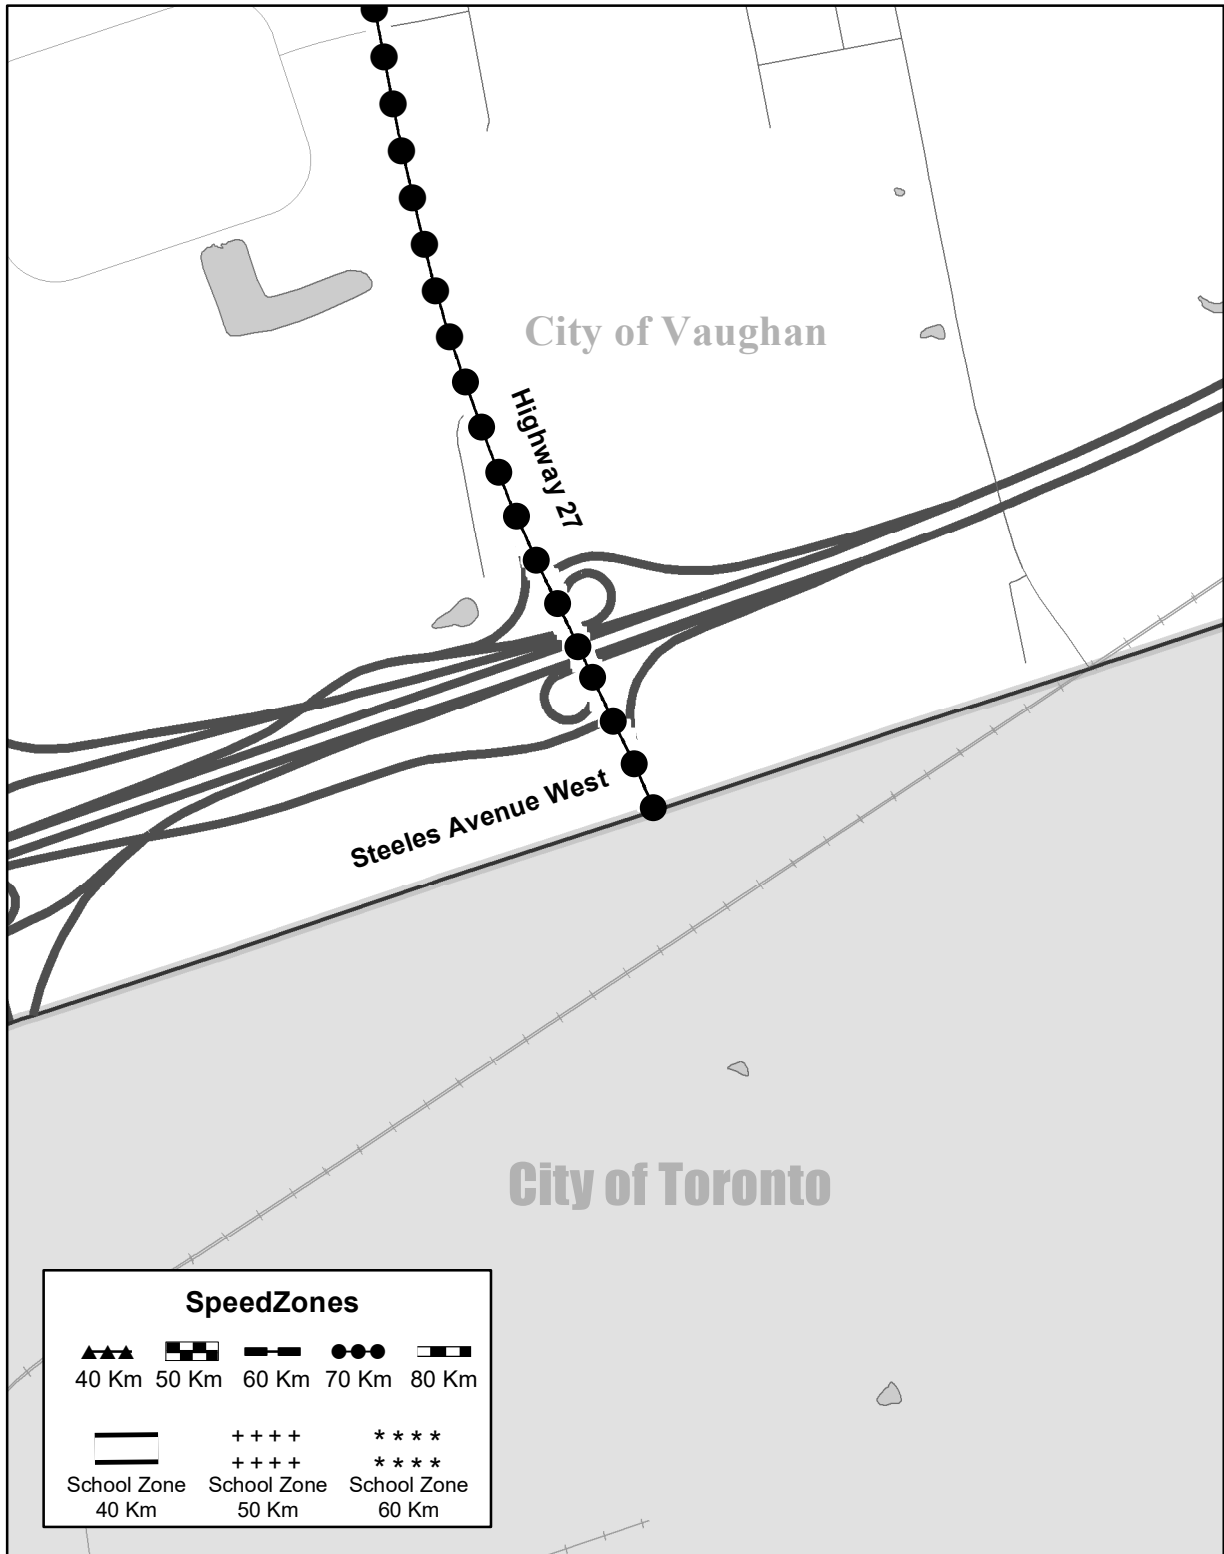 City of Vaughan
Highway 27
Steeles Avenue West
City of Toronto
SpeedZones
40 Km 50 Km 60 Km 70 Km 80 Km
School Zone School Zone School Zone
40 Km 50 Km 60 Km